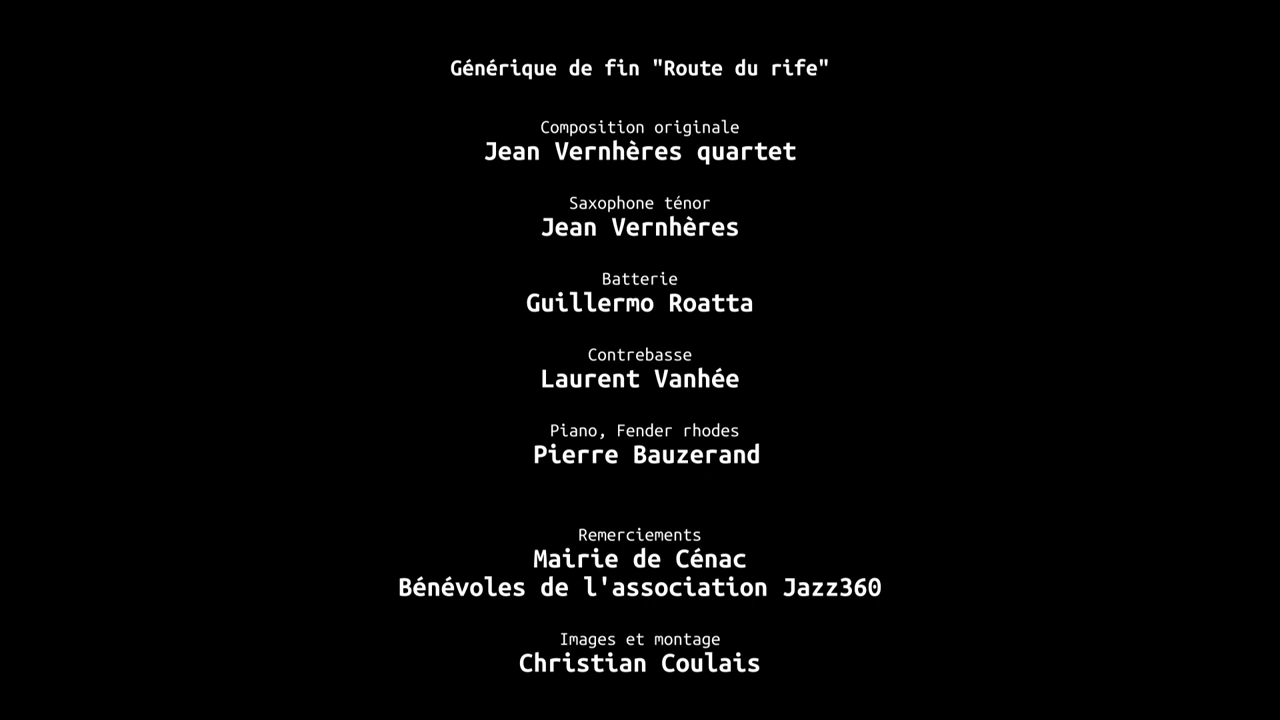 Générique de fin "Route du rife"
Composition originale
Jean Vernhères quartet
Saxophone ténor
Jean Vernhères
Batterie
Guillermo Roatta
Contrebasse
Laurent Vanhée
Piano, Fender rhodes
Pierre Bauzerand
Remerciements
Mairie de Cénac
Bénévoles de l'association Jazz360
Images et montage
Christian Coulais